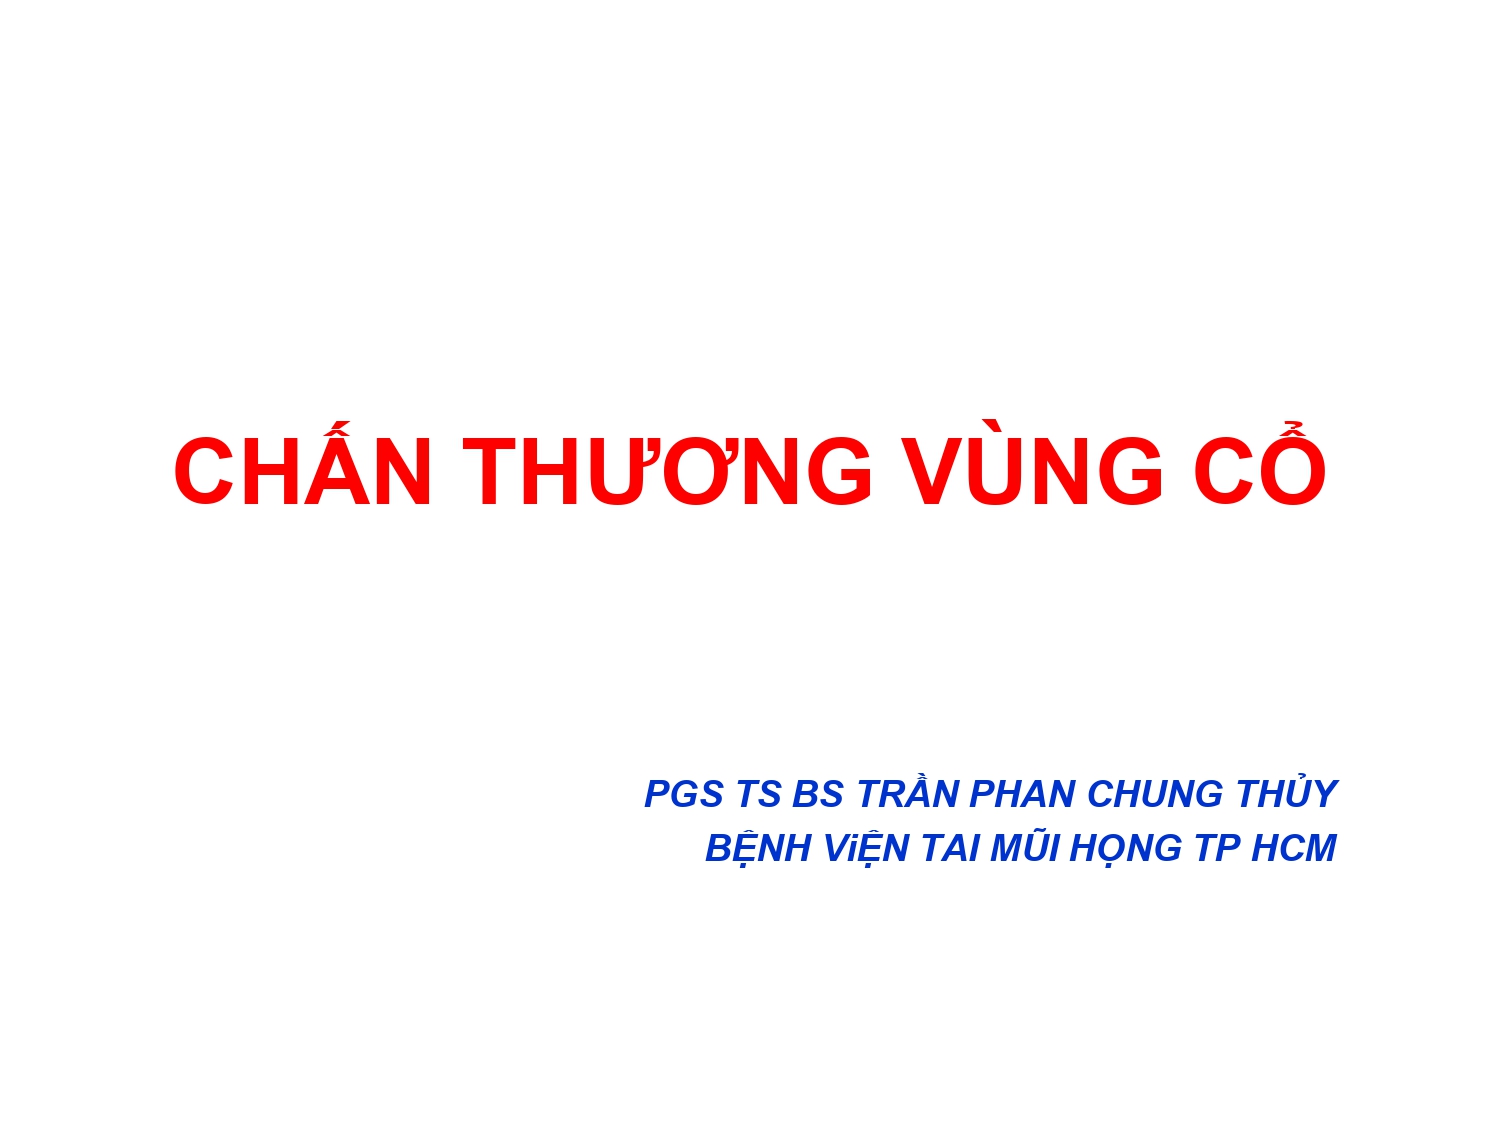 CHẤN THƯƠNG VÙNG CỔ
PGS TS BS TRẦN PHAN CHUNG THỦY
BỆNH ViỆN TAI MŨI HỌNG TP HCM